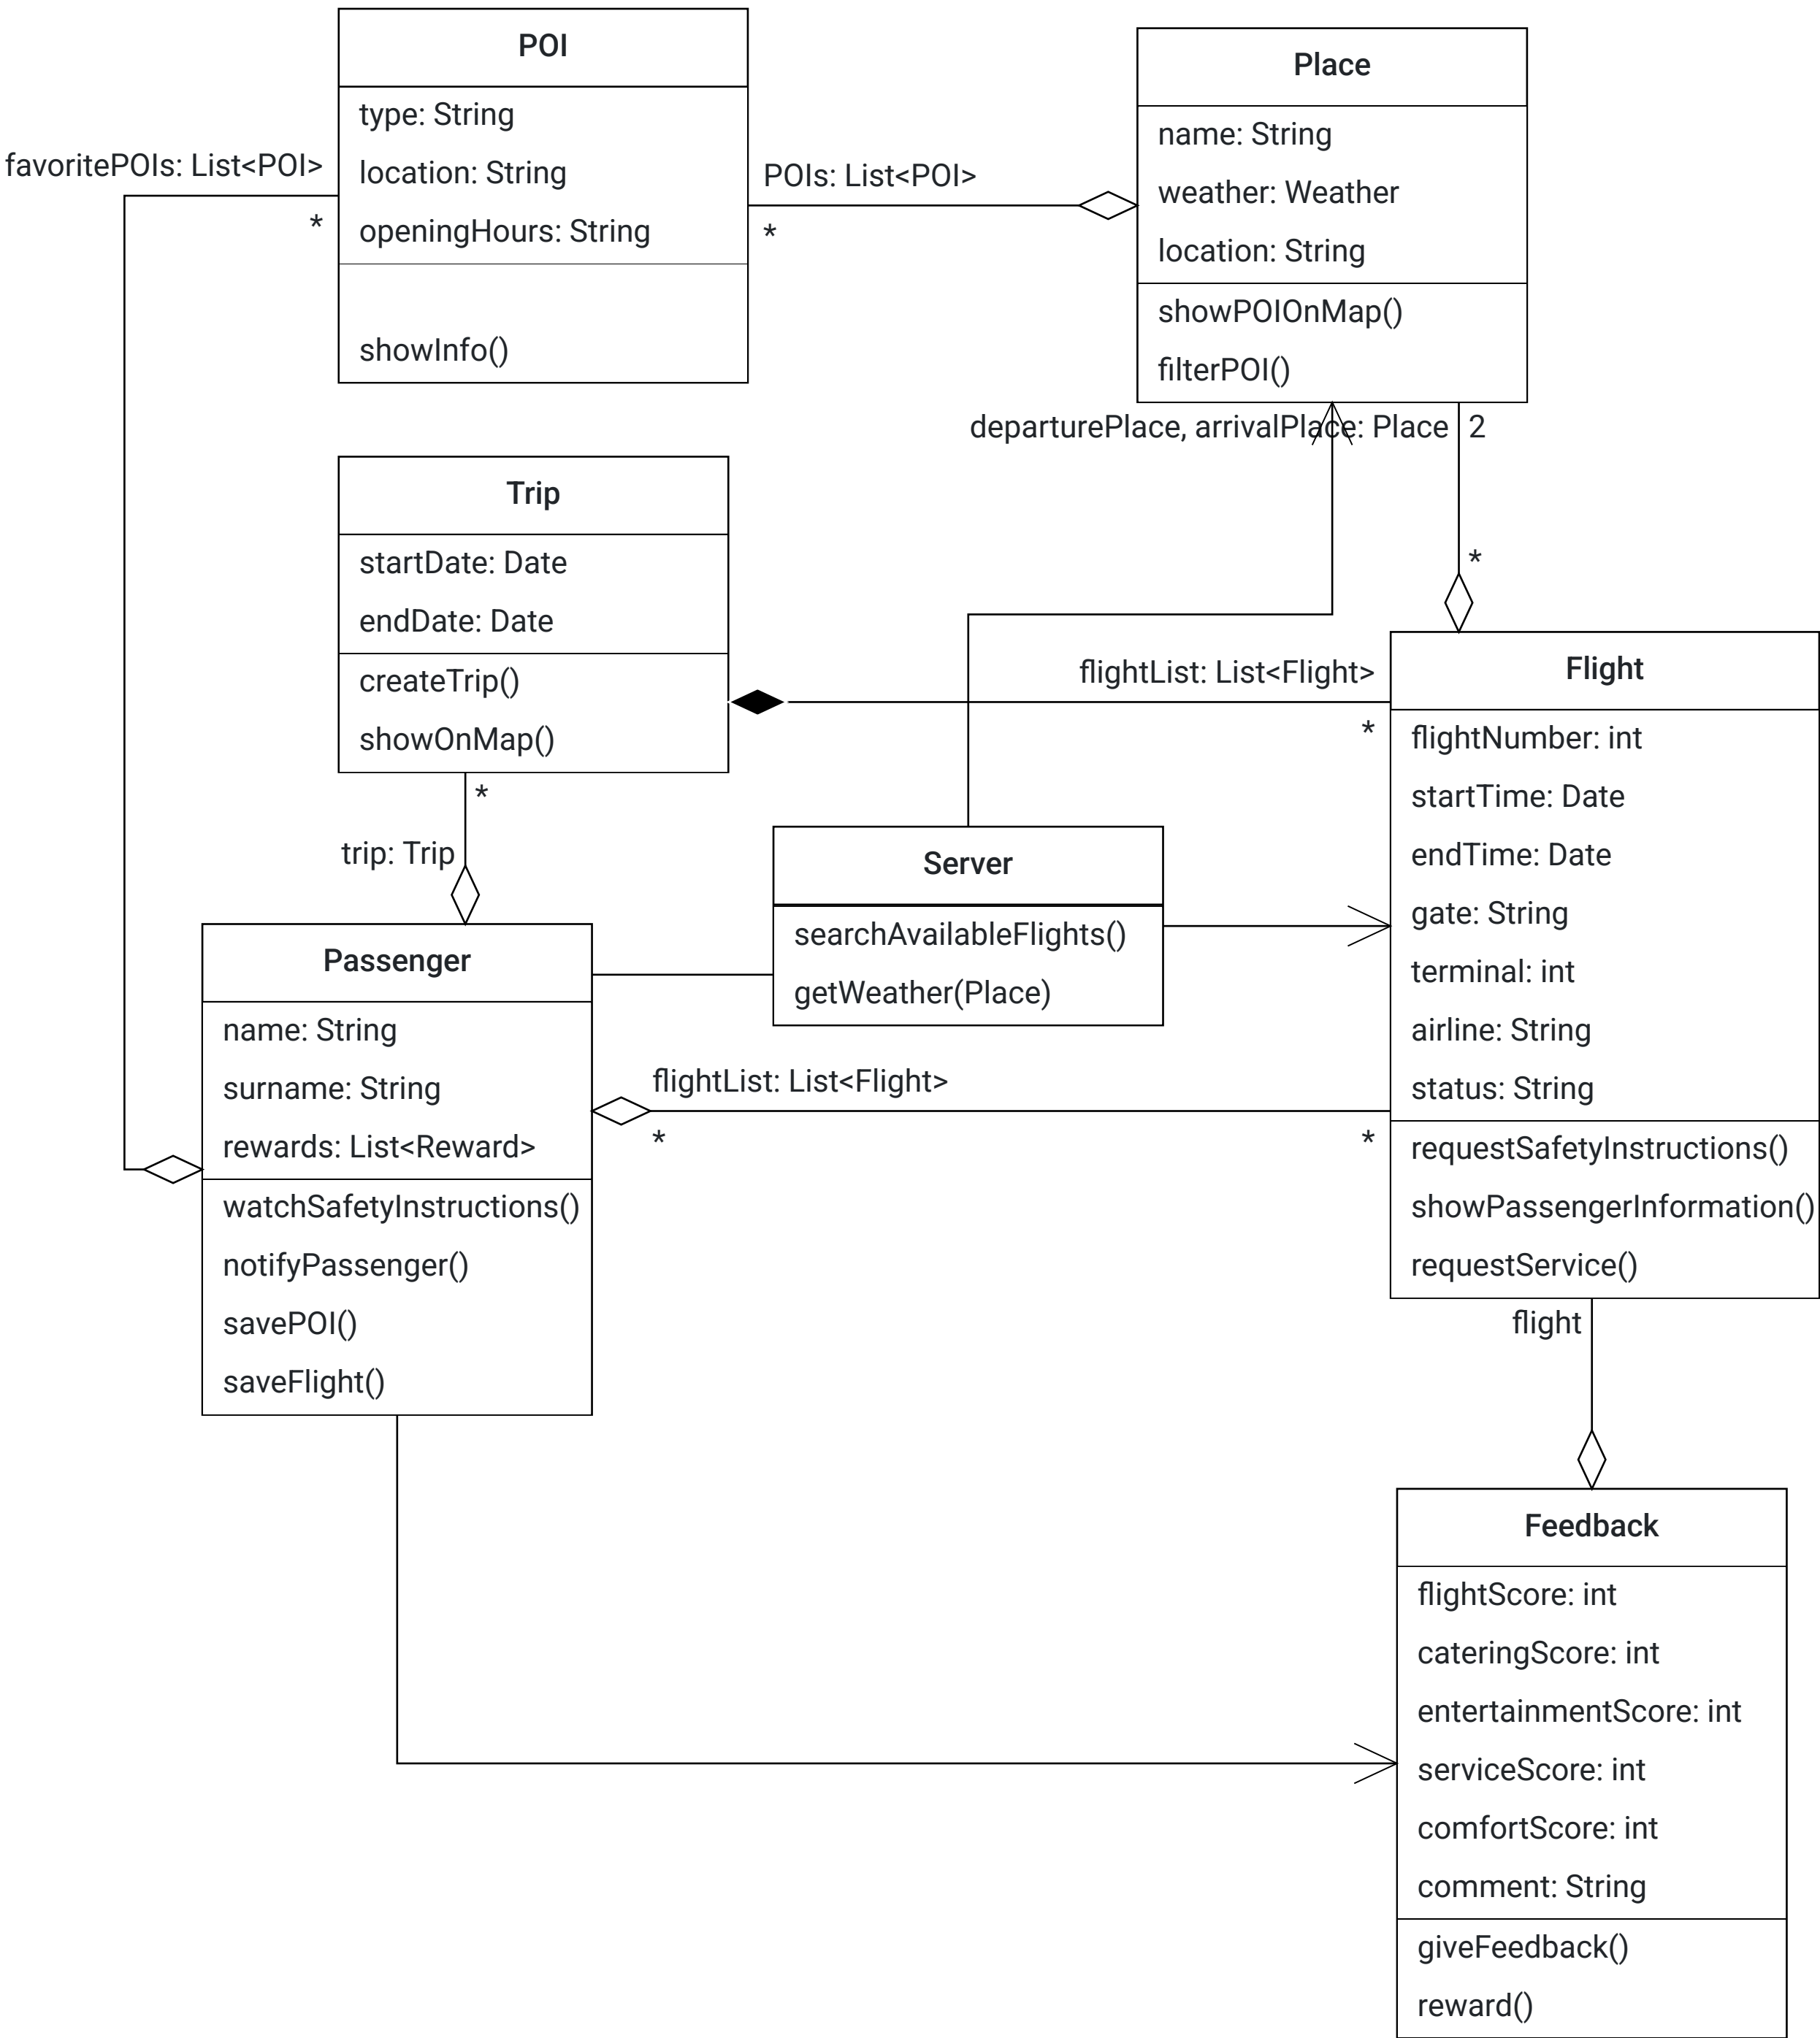 POI
type: String
location: String
openingHours: String
showInfo()
favoritePOIs: List<POI>
*
POIs: List<POI>
*
Place
name: String
weather: Weather
location: String
showPOIOnMap()
filterPOI()
departurePlace, arrivalPlace: Place
2
*
Trip
startDate: Date
endDate: Date
createTrip()
showOnMap()
*
trip: Trip
flightList: List<Flight>
*
Flight
flightNumber: int
startTime: Date
endTime: Date
gate: String
terminal: int
airline: String
status: String
requestSafetyInstructions()
showPassengerInformation()
requestService()
Server
searchAvailableFlights()
getWeather(Place)
Passenger
name: String
surname: String
rewards: List<Reward>
watchSafetyInstructions()
notifyPassenger()
savePOI()
saveFlight()
flightList: List<Flight>
*
*
flight
Feedback
flightScore: int
cateringScore: int
entertainmentScore: int
serviceScore: int
comfortScore: int
comment: String
giveFeedback()
reward()